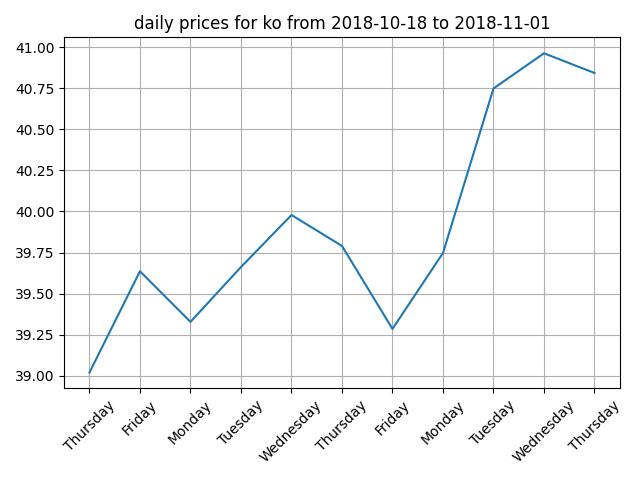 daily prices for ko from 2018-10-18 to 2018-11-01
41.00
40.75
40.50
40.25
40.00
39.75
39.50
39.25
39.00
Thursday
Friday
Monday
Tuesday
Wednesday
Thursday
Friday
Monday
Tuesday
Wednesday
Thursday